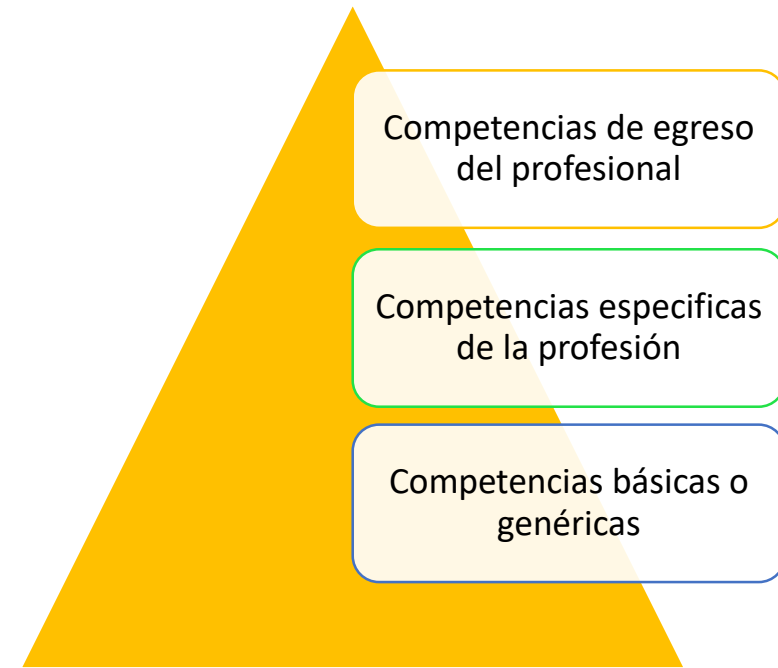 Competencias de egreso
del profesional
Competencias especificas
de la profesión
Competencias básicas o
genéricas